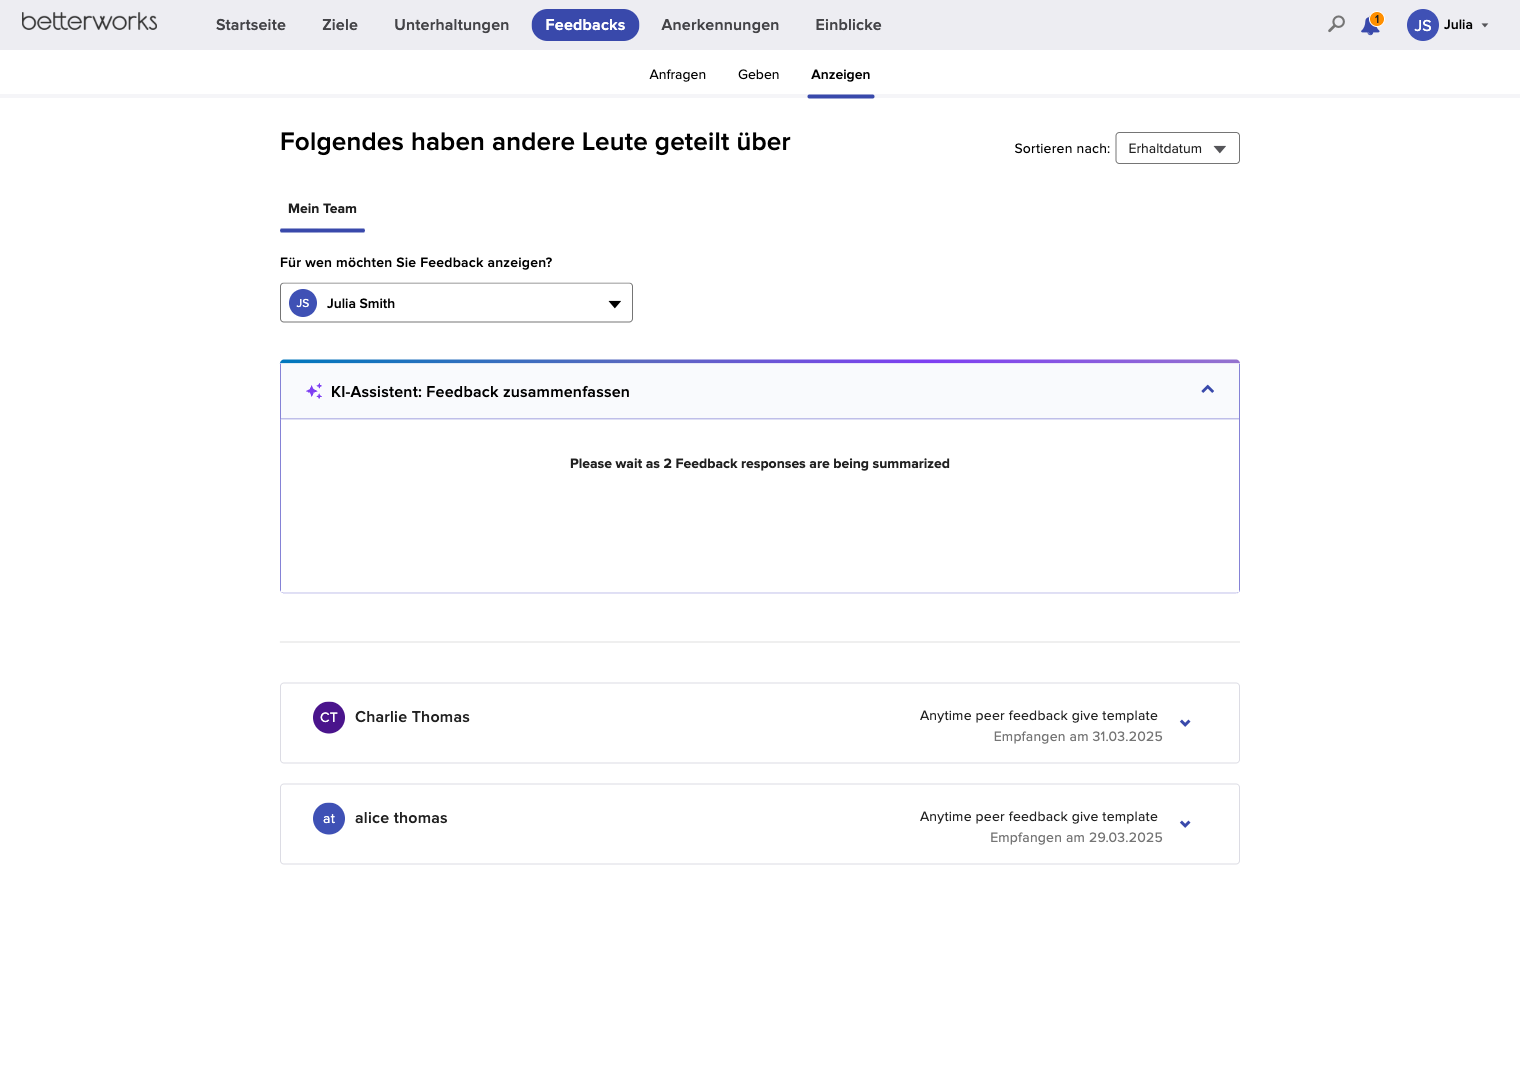 betterworks
Startseite
Ziele
Unterhaltungen
Feedbacks
Anerkennungen
Einblicke
1
JS
Julia
Anfragen
Geben
Anzeigen
Folgendes haben andere Leute geteilt über
Sortieren nach:
Erhaltdatum
Mein Team
Für wen möchten Sie Feedback anzeigen?
JS
Julia Smith
KI-Assistent: Feedback zusammenfassen
Please wait as 2 Feedback responses are being summarized
CT
Charlie Thomas
Anytime peer feedback give template
Empfangen am 31.03.2025
at
alice thomas
Anytime peer feedback give template
Empfangen am 29.03.2025